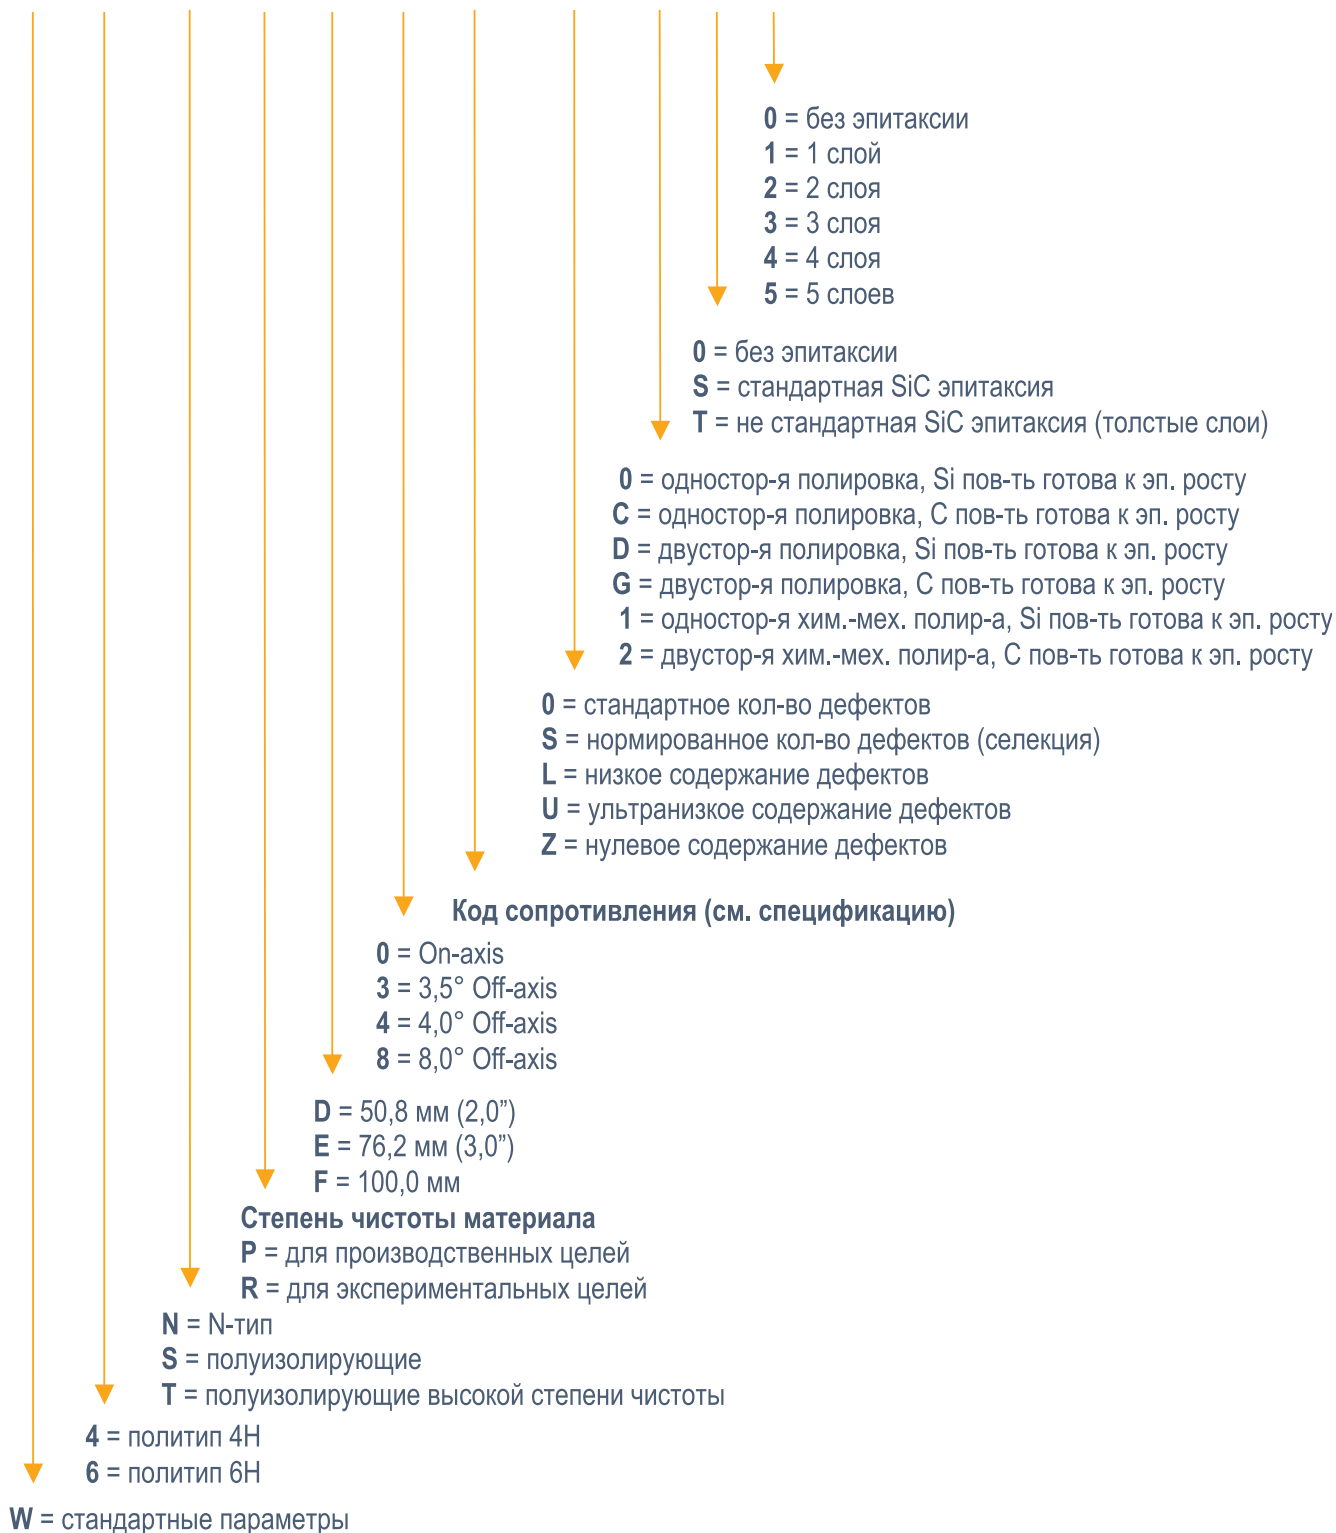 0 = без эпитаксии
1 = 1 слой
2 = 2 слоя
3 = 3 слоя
4 = 4 слоя
5 = 5 слоев
0 = без эпитаксии
S = стандартная SiC эпитаксия
T = не стандартная SiC эпитаксия (толстые слои)
0 = одностор-я полировка, Si пов-ть готова к эп. росту
C = одностор-я полировка, C пов-ть готова к эп. росту
D = двустор-я полировка, Si пов-ть готова к эп. росту
G = двустор-я полировка, C пов-ть готова к эп. росту
1 = одностор-я хим.-мех. полир-а, Si пов-ть готова к эп. росту
2 = двустор-я хим.-мех. полир-а, C пов-ть готова к эп. росту
0 = стандартное кол-во дефектов
S = нормированное кол-во дефектов (селекция)
L = низкое содержание дефектов
U = ультранизкое содержание дефектов
Z = нулевое содержание дефектов
Код сопротивления (см. спецификацию)
0 = On-axis
3 = 3,5° Off-axis
4 = 4,0° Off-axis
8 = 8,0° Off-axis
D = 50,8 мм (2,0”)
E = 76,2 мм (3,0”)
F = 100,0 мм
Степень чистоты материала
P = для производственных целей
R = для экспериментальных целей
N = N-тип
S = полуизолирующие
T = полуизолирующие высокой степени чистоты
4 = политип 4H
6 = политип 6H
W = стандартные параметры